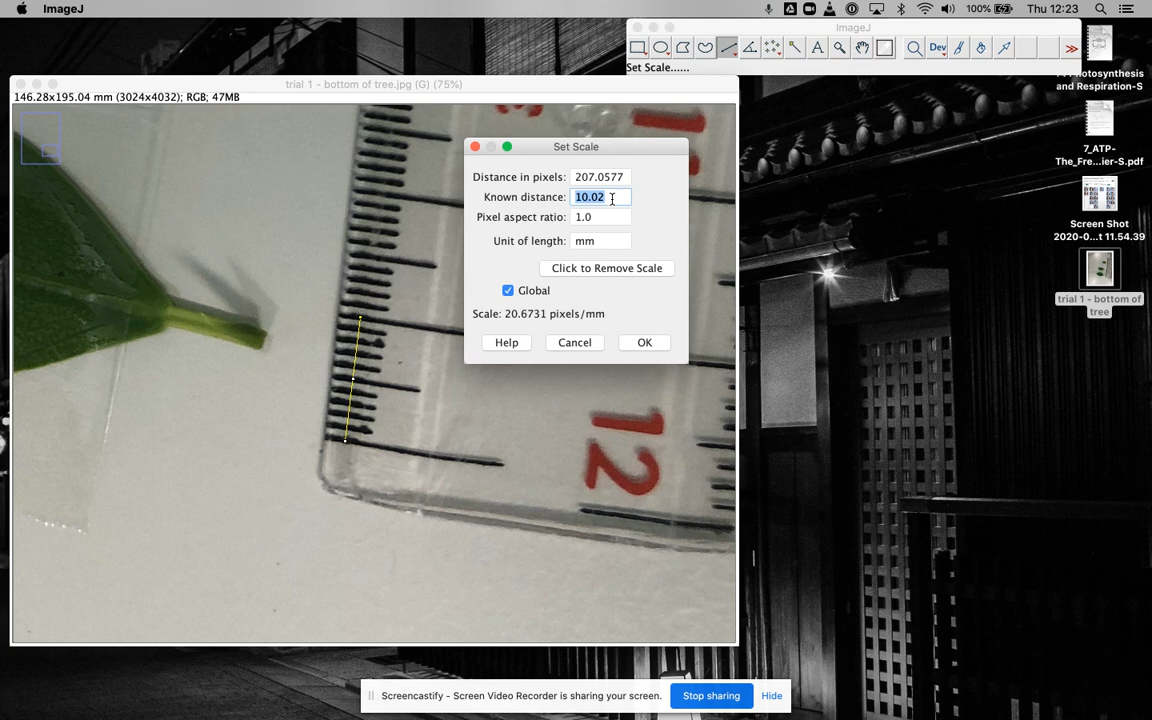 ImageJ
100%
Thu 12:23
ImageJ
Dev
Set Scale......
trial 1 - bottom of tree.jpg (G) (75%)
146.28x195.04 mm (3024x4032); RGB; 47MB
Set Scale
Distance in pixels: 207.0577
Known distance: 10.02
Pixel aspect ratio: 1.0
Unit of length: mm
Click to Remove Scale
Global
Scale: 20.6731 pixels/mm
Help
Cancel
OK
12
Photosynthesis
and Respiration-S
7_ATP-
The_Fre...ier-S.pdf
Screen Shot
2020-0...t 11.54.39
trial 1 - bottom of
tree
Screencastify - Screen Video Recorder is sharing your screen.
Stop sharing
Hide